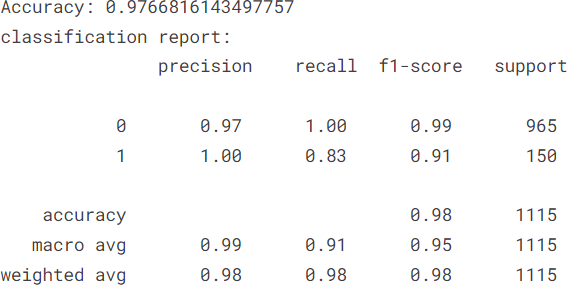 Accuracy: 0.9766816143497757
classification report:
precision recall f1-score support
0 0.97 1.00 0.99 965
1 1.00 0.83 0.91 150
accuracy 0.98 1115
macro avg 0.99 0.91 0.95 1115
weighted avg 0.98 0.98 0.98 1115